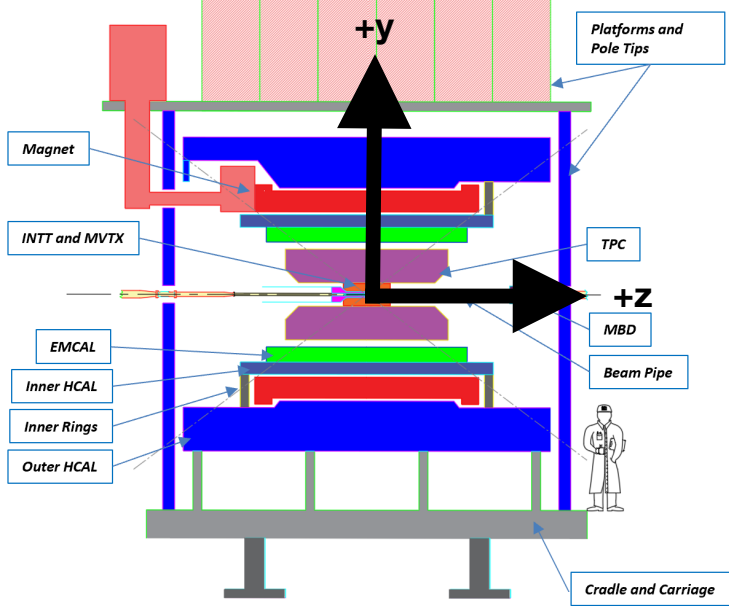 +y
Platforms and
Pole Tips
Magnet
INTT and MVTX
TPC
+z
MBD
EMCAL
Beam Pipe
Inner HCAL
Inner Rings
Outer HCAL
Cradle and Carriage